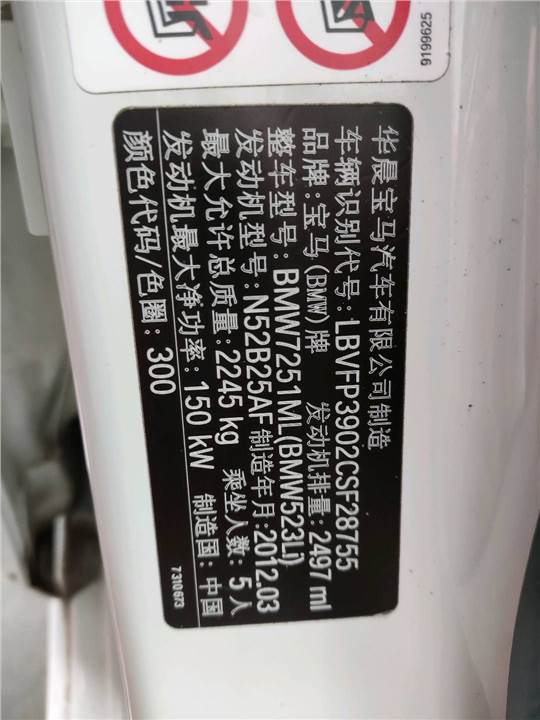 9199625
华晨宝马汽车有限公司制造
车辆识别代号: LBVFP3902CSF28755
品牌: 宝马(BMW)牌 发动机排量: 2497 ml
整车型号: BMW7251ML(BMW523Li)
发动机型号: N52B25AF 制造年月:2012.03
最大允许总质量: 2245 kg 乘坐人数: 5人
发动机最大净功率: 150 kW 制造国: 中国
颜色代码/色圈: 300
7310673